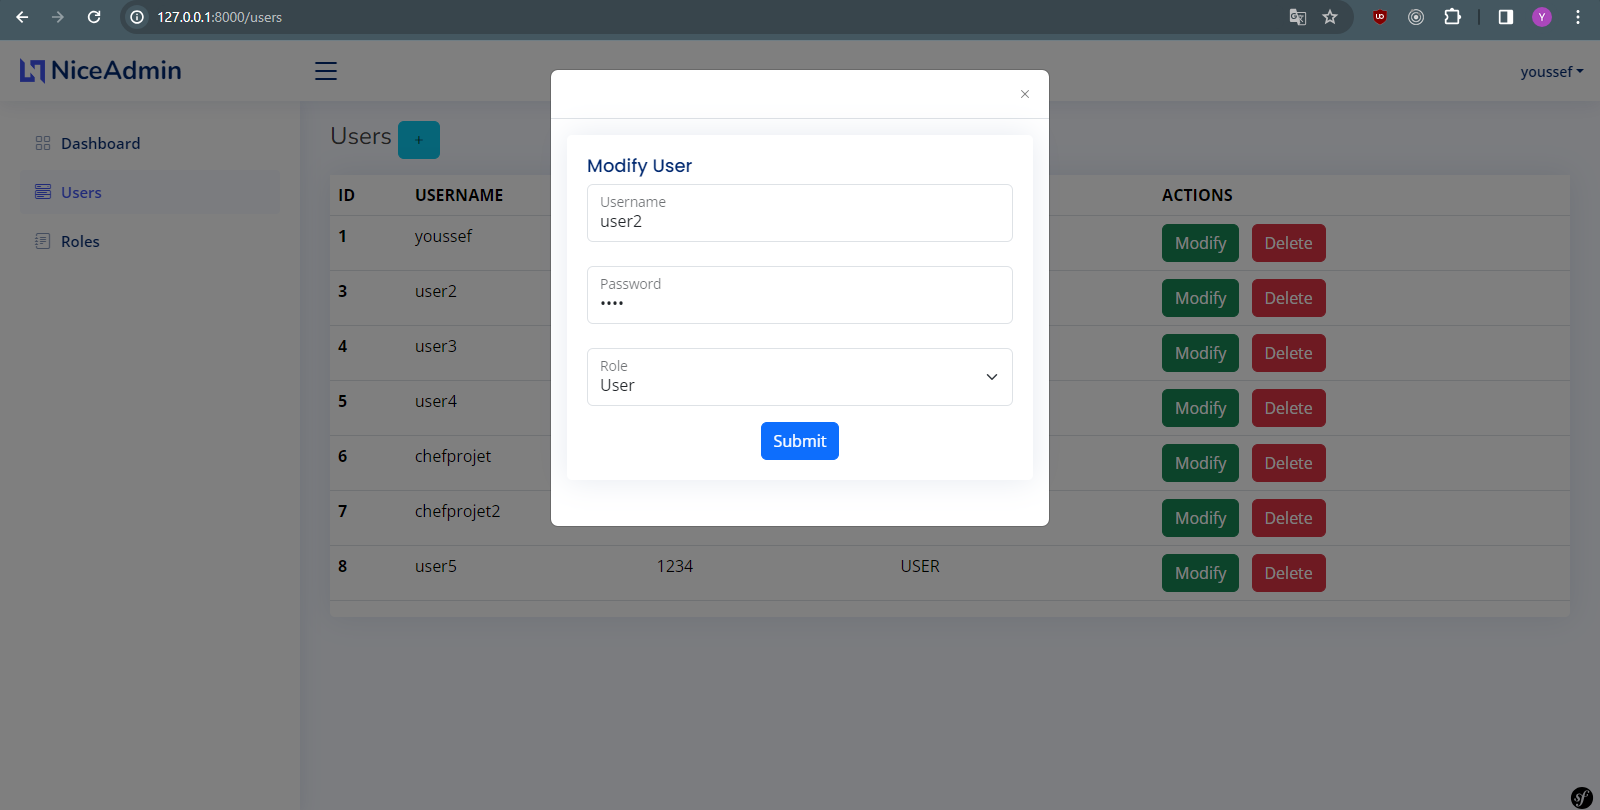 127.0.0.1:8000/users
Y
NiceAdmin
youssef
Dashboard
Users
Roles
Users +
ID USERNAME ACTIONS
1 youssef Modify Delete
3 user2 Modify Delete
4 user3 Modify Delete
5 user4 Modify Delete
6 chefprojet Modify Delete
7 chefprojet2 Modify Delete
8 user5 1234 USER Modify Delete
×
Modify User
Username
user2
Password
••••
Role
User
Submit
sf